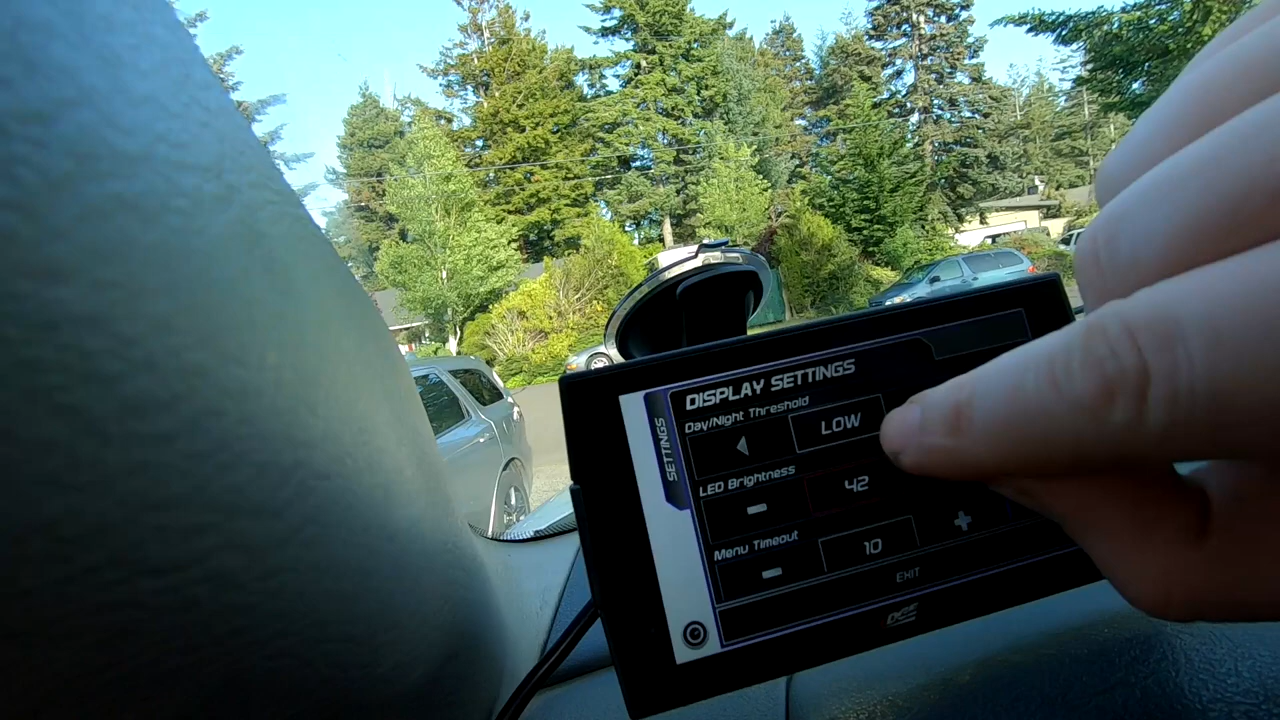 DISPLAY SETTINGS
SETTINGS
Day/Night Threshold
LOW
LED Brightness
42
Menu Timeout
10
EXIT